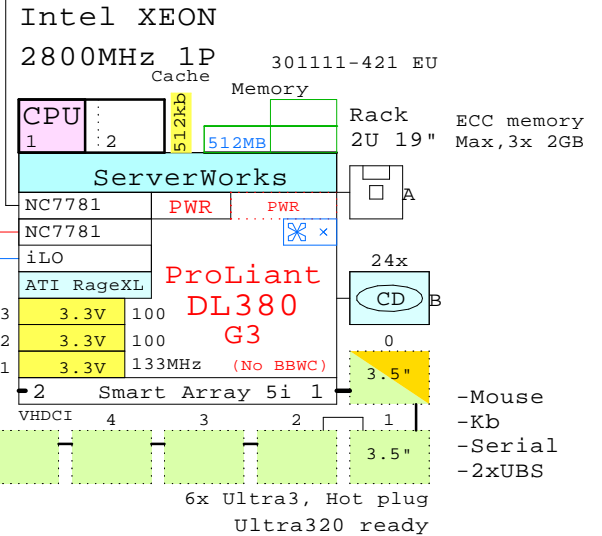 Intel XEON
2800MHz 1P
301111-421 EU
Cache
Memory
CPU
1
2
512kb
512MB
Rack
2U 19"
ECC memory
Max,3x 2GB
ServerWorks
A
NC7781
PWR
PWR
NC7781
×
iLO
24x
ATI RageXL
ProLiant
DL380
G3
CD
B
3
3.3V
100
2
3.3V
100
0
1
3.3V
133MHz
(No BBWC)
3.5"
2
Smart Array 5i
1
-Mouse
VHDCI
4
3
2
1
-Kb
3.5"
-Serial
-2xUBS
6x Ultra3, Hot plug
Ultra320 ready